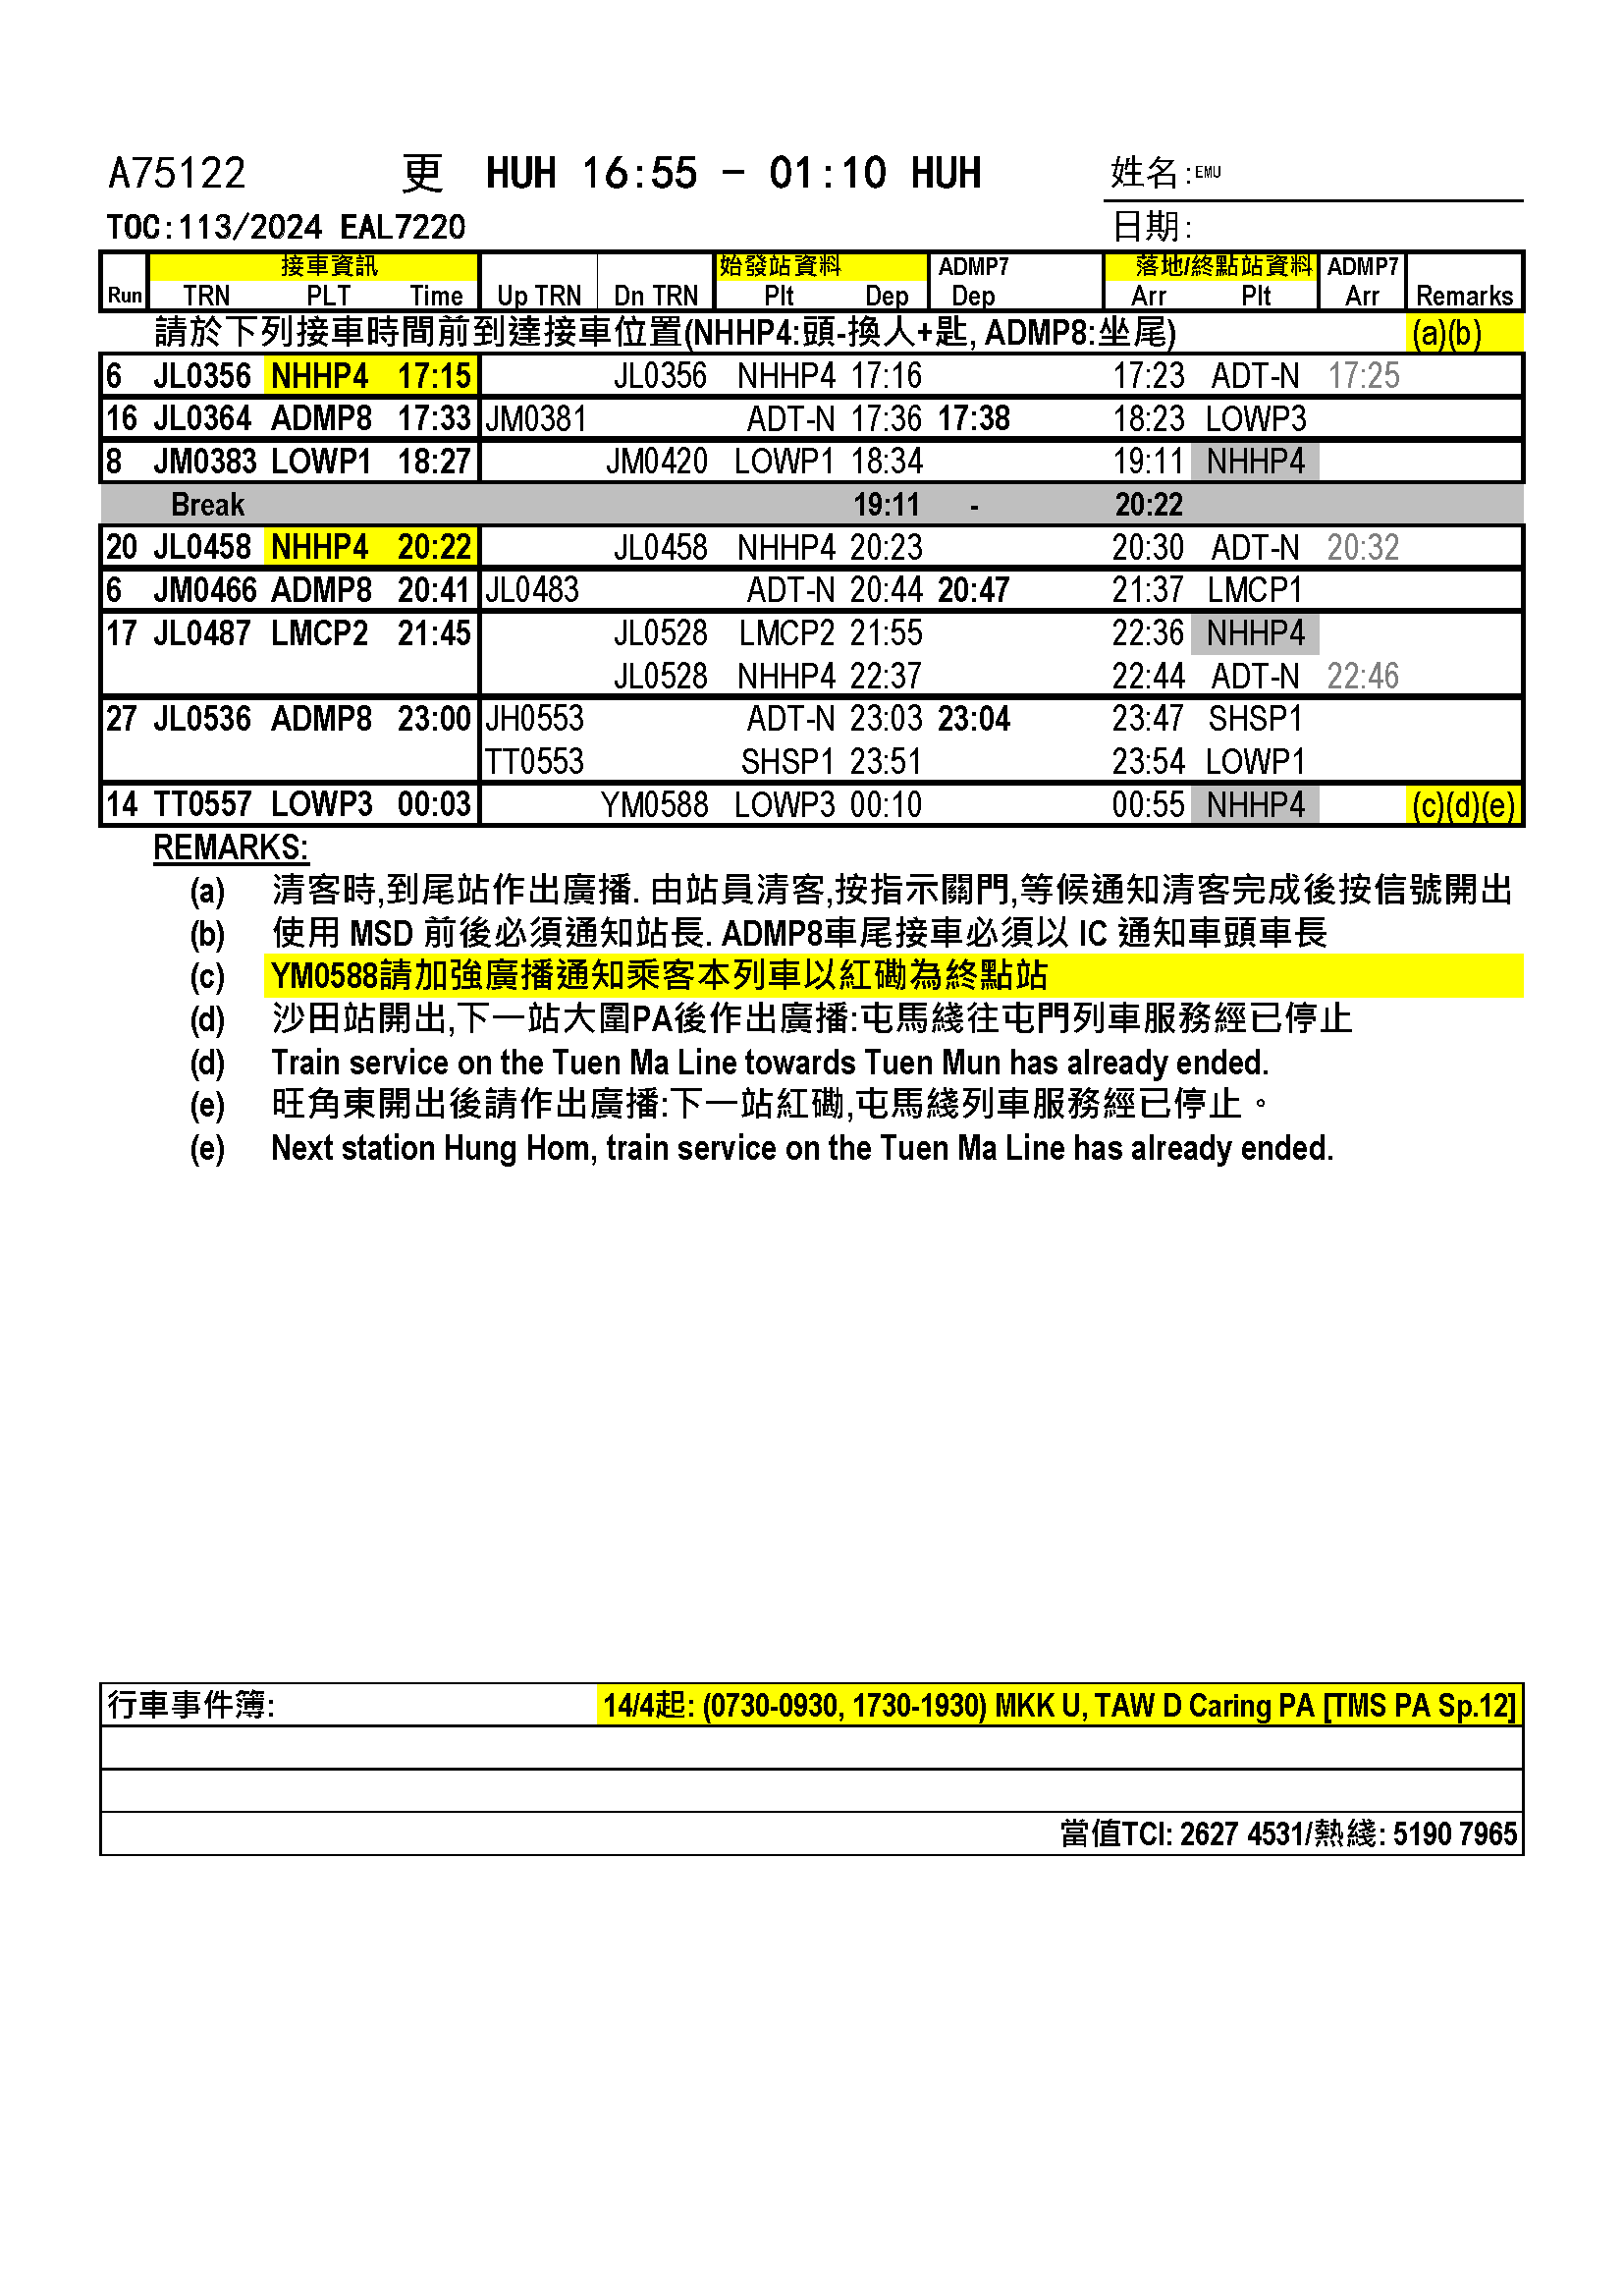 A75122 更 HUH 16:55 - 01:10 HUH 姓名:EMU
TOC:113/2024 EAL7220 日期:
接車資訊 始發站資料 ADMP7 落地/終點站資料 ADMP7
Run TRN PLT Time Up TRN Dn TRN Plt Dep Dep Arr Plt Arr Remarks
請於下列接車時間前到達接車位置(NHHP4:頭-換人+匙, ADMP8:坐尾) (a)(b)
6 JL0356 NHHP4 17:15 JL0356 NHHP4 17:16 17:23 ADT-N 17:25
16 JL0364 ADMP8 17:33 JM0381 ADT-N 17:36 17:38 18:23 LOWP3
8 JM0383 LOWP1 18:27 JM0420 LOWP1 18:34 19:11 NHHP4
Break 19:11 - 20:22
20 JL0458 NHHP4 20:22 JL0458 NHHP4 20:23 20:30 ADT-N 20:32
6 JM0466 ADMP8 20:41 JL0483 ADT-N 20:44 20:47 21:37 LMCP1
17 JL0487 LMCP2 21:45 JL0528 LMCP2 21:55 22:36 NHHP4
JL0528 NHHP4 22:37 22:44 ADT-N 22:46
27 JL0536 ADMP8 23:00 JH0553 ADT-N 23:03 23:04 23:47 SHSP1
TT0553 SHSP1 23:51 23:54 LOWP1
14 TT0557 LOWP3 00:03 YM0588 LOWP3 00:10 00:55 NHHP4 (c)(d)(e)
REMARKS:
(a) 清客時,到尾站作出廣播. 由站員清客,按指示關門,等候通知清客完成後按信號開出
(b) 使用 MSD 前後必須通知站長. ADMP8車尾接車必須以 IC 通知車頭車長
(c) YM0588請加強廣播通知乘客本列車以紅磡為終點站
(d) 沙田站開出,下一站大圍PA後作出廣播:屯馬綫往屯門列車服務經已停止
(d) Train service on the Tuen Ma Line towards Tuen Mun has already ended.
(e) 旺角東開出後請作出廣播:下一站紅磡,屯馬綫列車服務經已停止。
(e) Next station Hung Hom, train service on the Tuen Ma Line has already ended.
行車事件簿: 14/4起: (0730-0930, 1730-1930) MKK U, TAW D Caring PA [TMS PA Sp.12]
當值TCI: 2627 4531/熱綫: 5190 7965